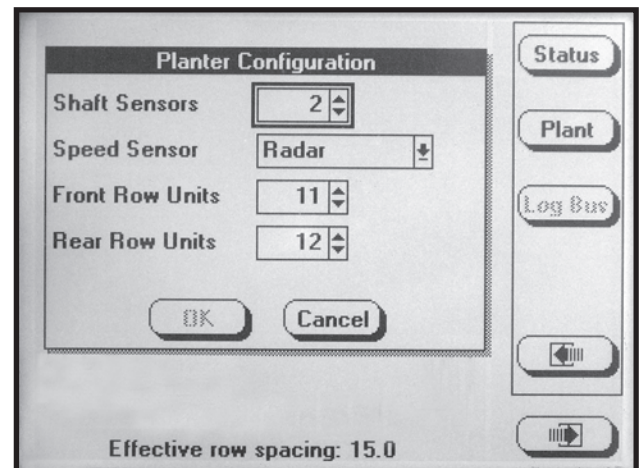 Planter Configuration
Shaft Sensors 2
Speed Sensor Radar
Front Row Units 11
Rear Row Units 12
OK Cancel
Effective row spacing: 15.0
Status
Plant
Log Bus